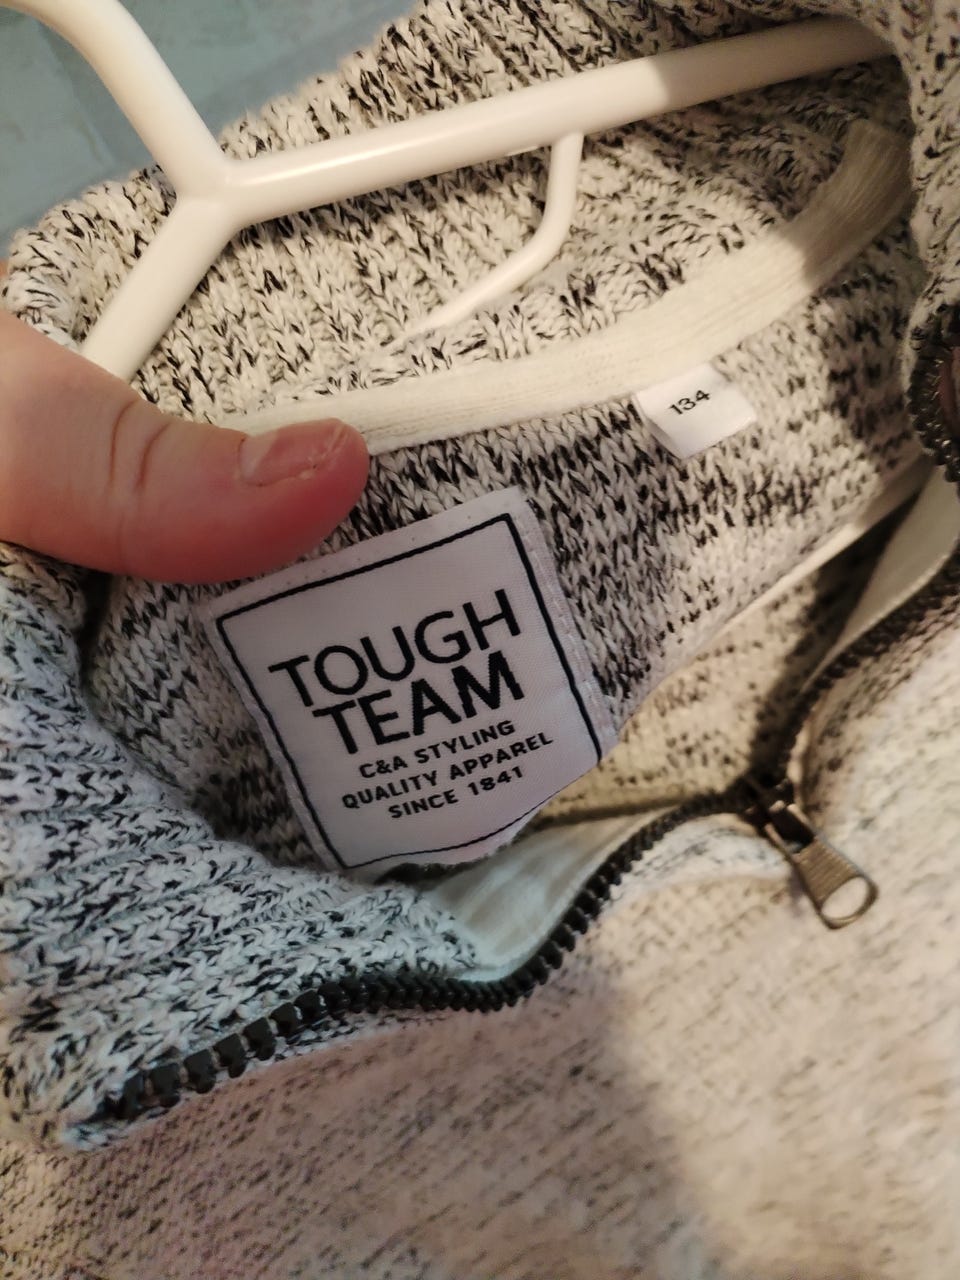 134
TOUGH
TEAM
C&A STYLING
QUALITY APPAREL
SINCE 1841